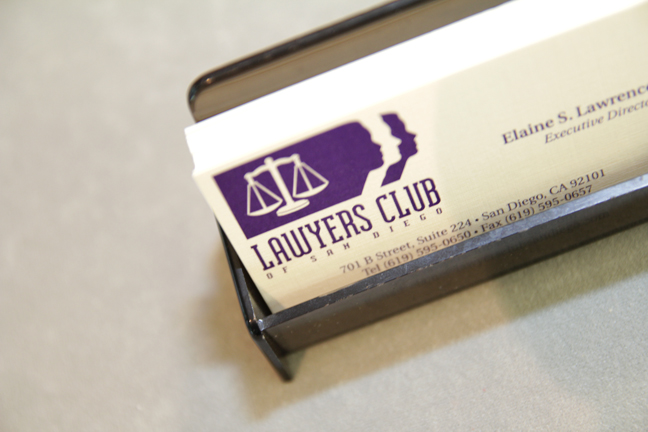 LAWYERS CLUB
OF SAN DIEGO
Elaine S. Lawrence
Executive Director
701 B Street, Suite 224 • San Diego, CA 92101
Tel (619) 595-0650 • Fax (619) 595-0657